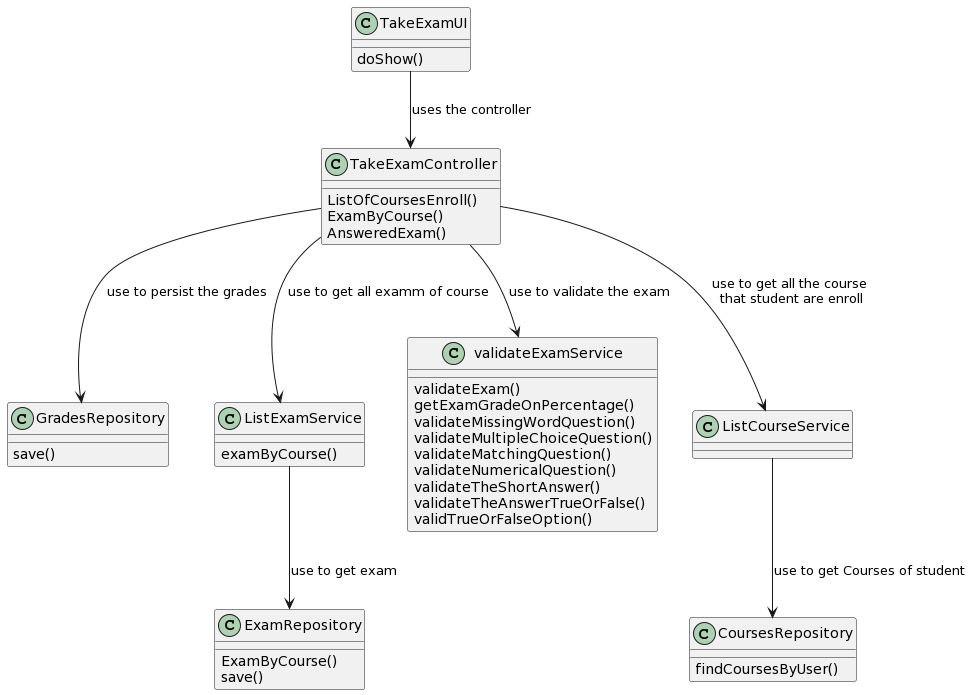 C TakeExamUI
doShow()
uses the controller
C TakeExamController
ListOfCoursesEnroll()
ExamByCourse()
AnsweredExam()
use to persist the grades
use to get all examm of course
use to validate the exam
use to get all the course
that student are enroll
C GradesRepository
save()
C ListExamService
examByCourse()
C validateExamService
validateExam()
getExamGradeOnPercentage()
validateMissingWordQuestion()
validateMultipleChoiceQuestion()
validateMatchingQuestion()
validateNumericalQuestion()
validateTheShortAnswer()
validateTheAnswerTrueOrFalse()
validTrueOrFalseOption()
C ListCourseService
use to get exam
use to get Courses of student
C ExamRepository
ExamByCourse()
save()
C CoursesRepository
findCoursesByUser()